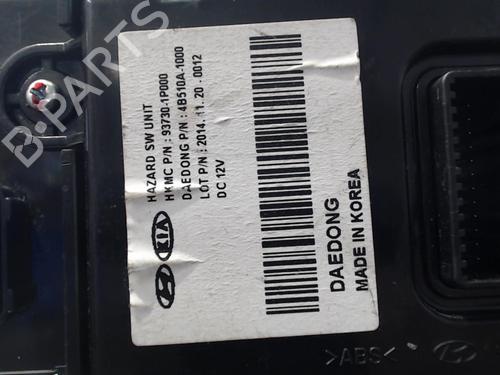 HAZARD SW UNIT
HKMC P/N : 93730-1P000
DAEDONG P/N : 4B510A-1000
LOT P/N : 2014. 11. 20 -0012
DC 12V
KIA
DAEDONG
MADE IN KOREA
>ABS<
B-PARTS